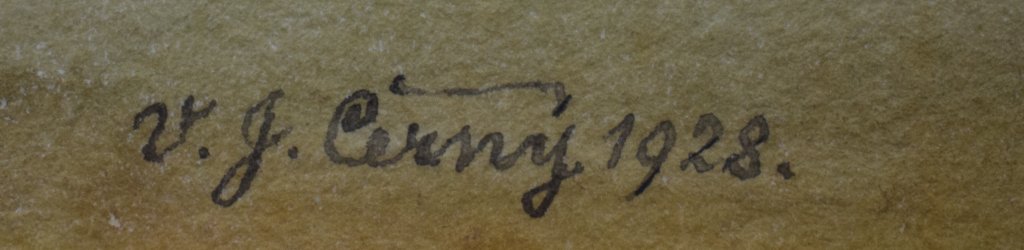 V. J. Černý 1928.